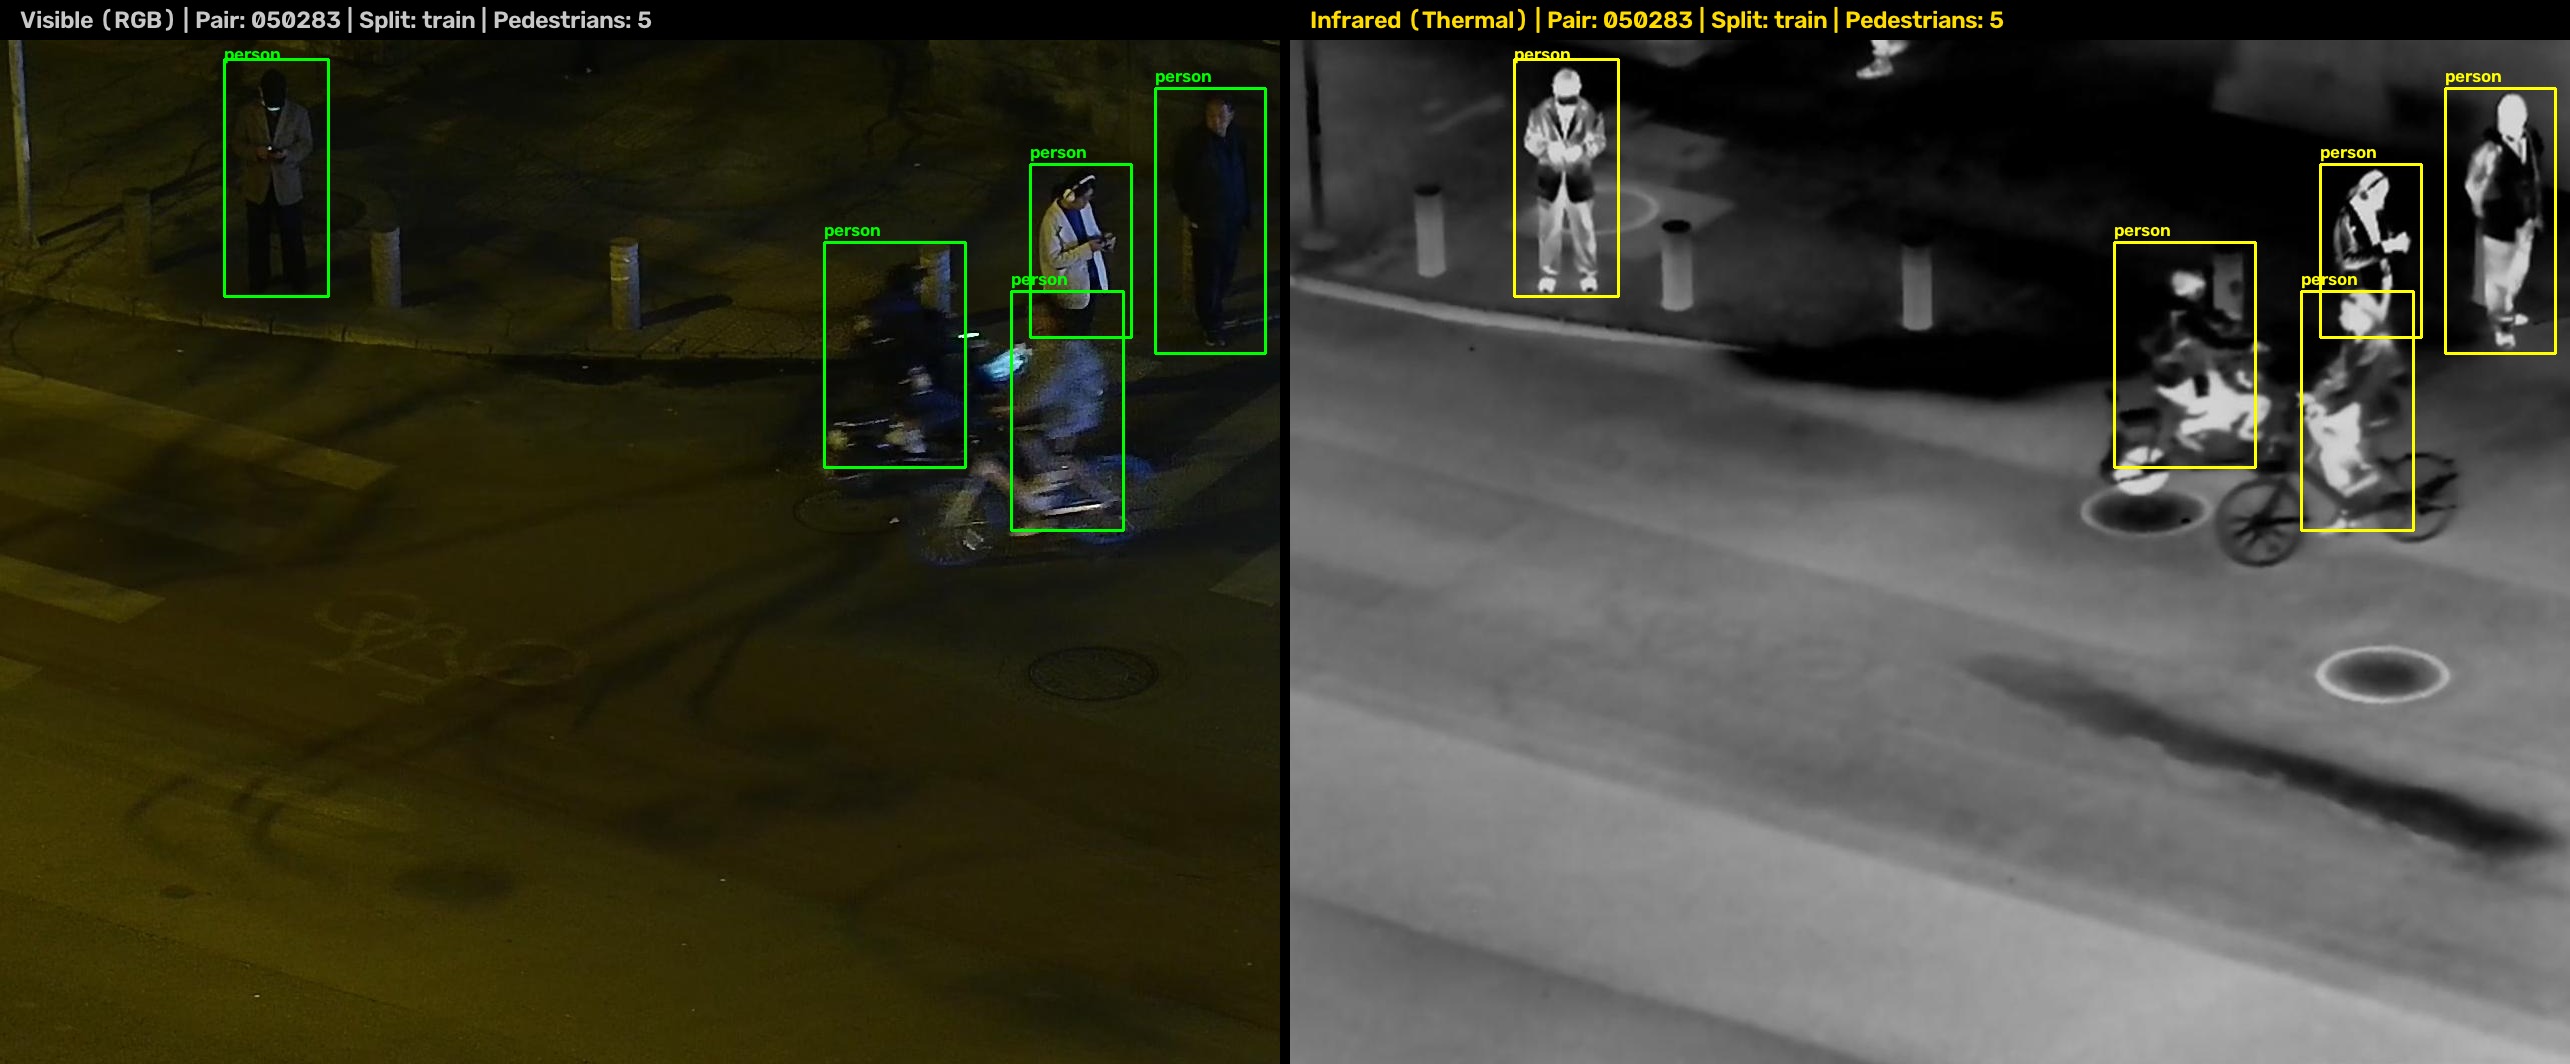 Visible (RGB) | Pair: 050283 | Split: train | Pedestrians: 5
Infrared (Thermal) | Pair: 050283 | Split: train | Pedestrians: 5
person
person
person
person
person
person
person
person
person
person